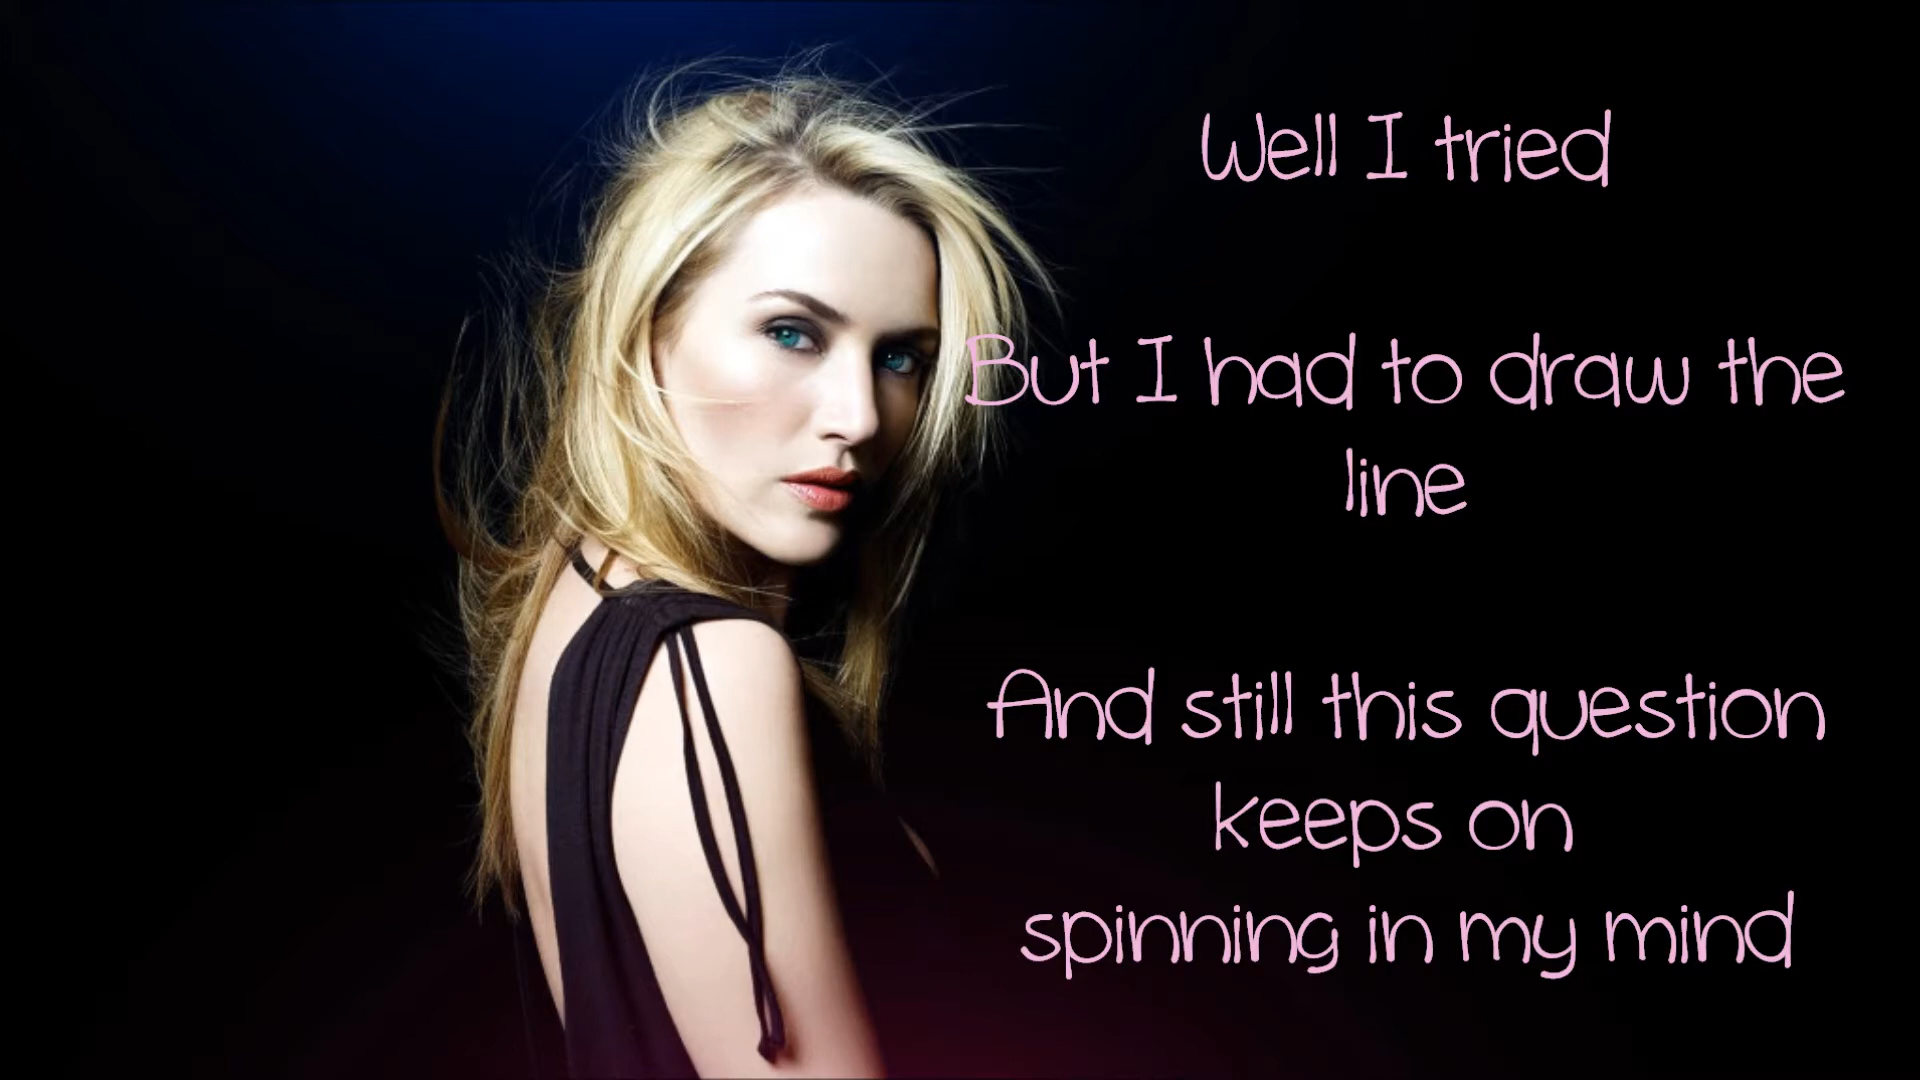 Well I tried
But I had to draw the
line
And still this question
keeps on
spinning in my mind